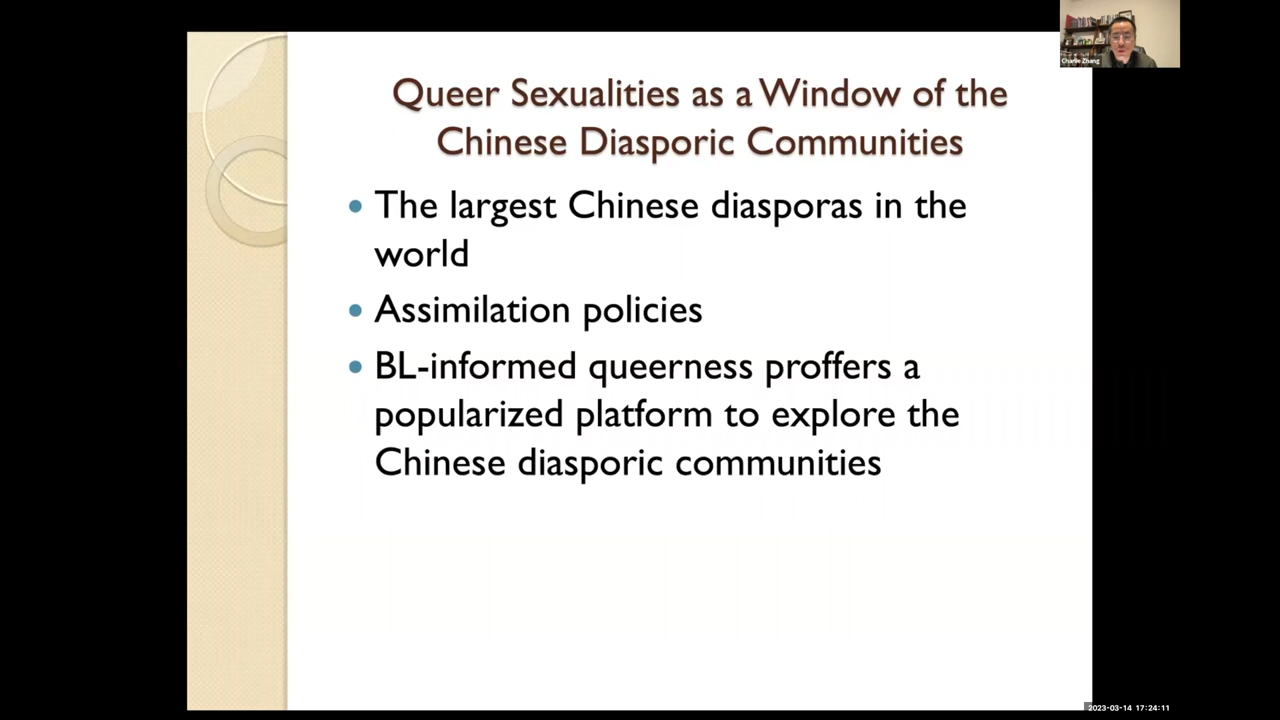 Charlie Zhang
Queer Sexualities as a Window of the
Chinese Diasporic Communities
• The largest Chinese diasporas in the
world
• Assimilation policies
• BL-informed queerness proffers a
popularized platform to explore the
Chinese diasporic communities
2023-03-14 17:24:11